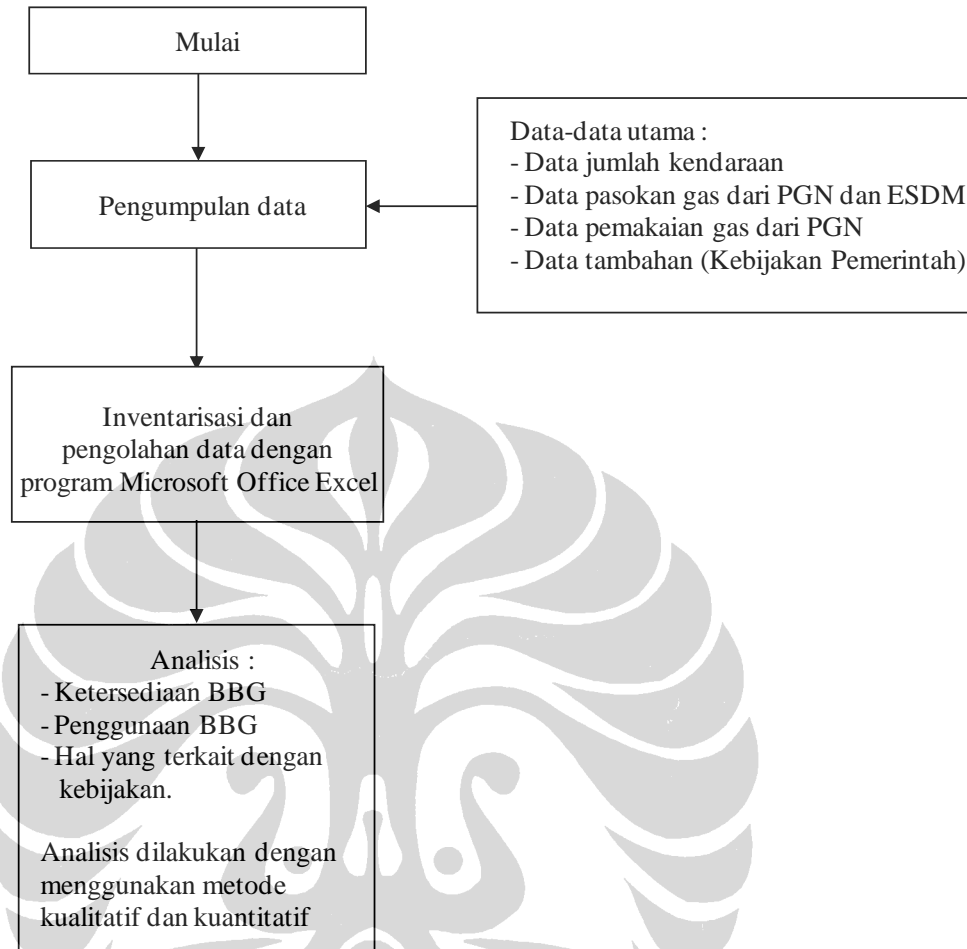 Mulai
Pengumpulan data
Data-data utama :
- Data jumlah kendaraan
- Data pasokan gas dari PGN dan ESDM
- Data pemakaian gas dari PGN
- Data tambahan (Kebijakan Pemerintah)
Inventarisasi dan
pengolahan data dengan
program Microsoft Office Excel
Analisis :
- Ketersediaan BBG
- Penggunaan BBG
- Hal yang terkait dengan
kebijakan.
Analisis dilakukan dengan
menggunakan metode
kualitatif dan kuantitatif